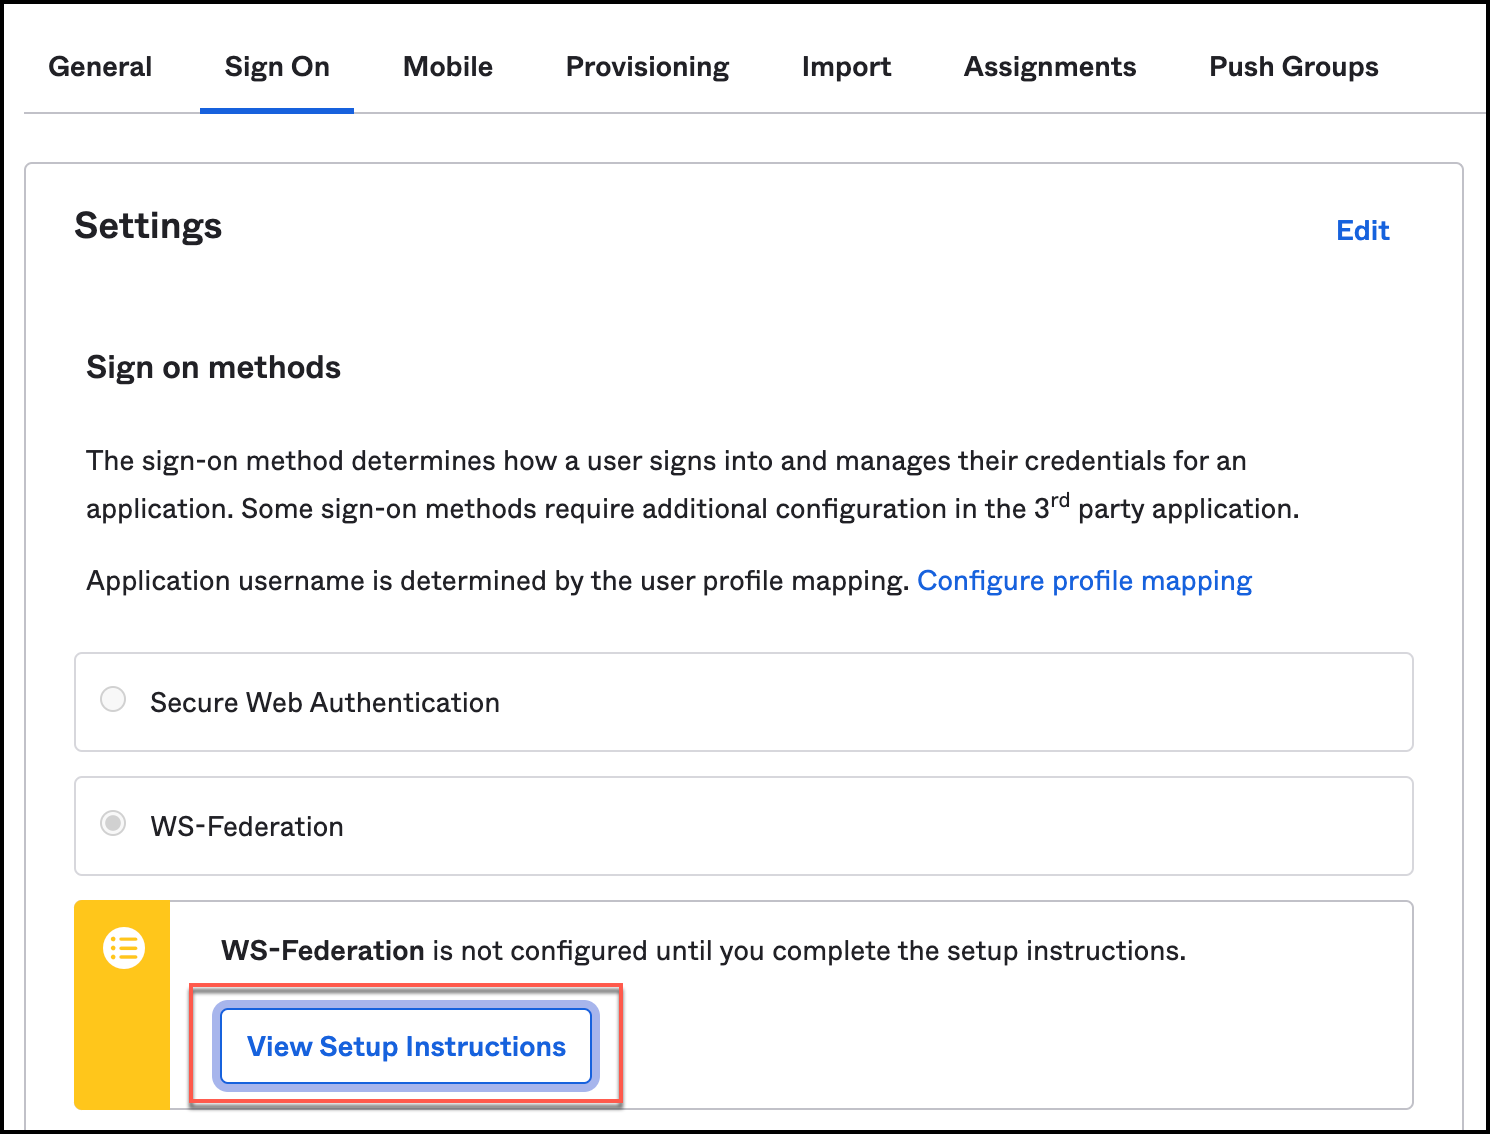 General Sign On Mobile Provisioning Import Assignments Push Groups
Settings
Edit
Sign on methods
The sign-on method determines how a user signs into and manages their credentials for an
application. Some sign-on methods require additional configuration in the 3rd party application.
Application username is determined by the user profile mapping. Configure profile mapping
Secure Web Authentication
WS-Federation
WS-Federation is not configured until you complete the setup instructions.
View Setup Instructions